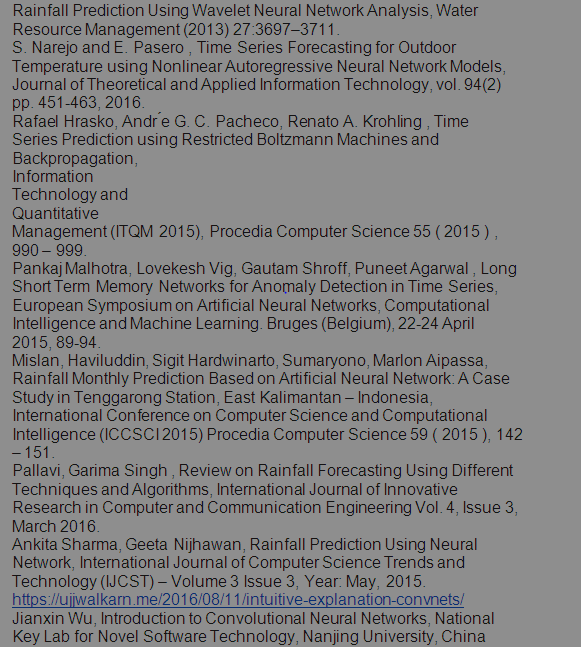 Rainfall Prediction Using Wavelet Neural Network Analysis, Water
Resource Management (2013) 27:3697–3711.
S. Narejo and E. Pasero , Time Series Forecasting for Outdoor
Temperature using Nonlinear Autoregressive Neural Network Models,
Journal of Theoretical and Applied Information Technology, vol. 94(2)
pp. 451-463, 2016.
Rafael Hrasko, Andr´e G. C. Pacheco, Renato A. Krohling , Time
Series Prediction using Restricted Boltzmann Machines and
Backpropagation,
Information
Technology and
Quantitative
Management (ITQM 2015), Procedia Computer Science 55 ( 2015 ) ,
990 – 999.
Pankaj Malhotra, Lovekesh Vig, Gautam Shroff, Puneet Agarwal , Long
Short Term Memory Networks for Anomaly Detection in Time Series,
European Symposium on Artificial Neural Networks, Computational
Intelligence and Machine Learning. Bruges (Belgium), 22-24 April
2015, 89-94.
Mislan, Haviluddin, Sigit Hardwinarto, Sumaryono, Marlon Aipassa,
Rainfall Monthly Prediction Based on Artificial Neural Network: A Case
Study in Tenggarong Station, East Kalimantan – Indonesia,
International Conference on Computer Science and Computational
Intelligence (ICCSCI 2015) Procedia Computer Science 59 ( 2015 ), 142
– 151.
Pallavi, Garima Singh , Review on Rainfall Forecasting Using Different
Techniques and Algorithms, International Journal of Innovative
Research in Computer and Communication Engineering Vol. 4, Issue 3,
March 2016.
Ankita Sharma, Geeta Nijhawan, Rainfall Prediction Using Neural
Network, International Journal of Computer Science Trends and
Technology (IJCST) – Volume 3 Issue 3, Year: May, 2015.
https://ujjwalkarn.me/2016/08/11/intuitive-explanation-convnets/
Jianxin Wu, Introduction to Convolutional Neural Networks, National
Key Lab for Novel Software Technology, Nanjing University, China